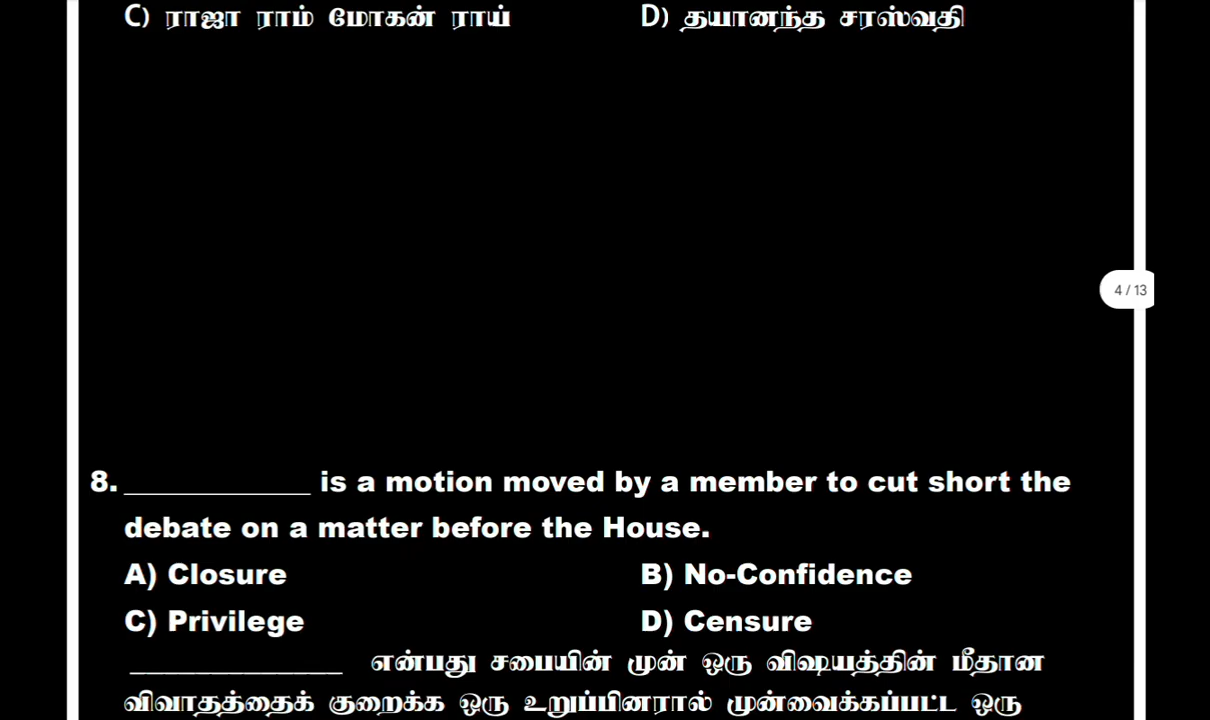 C) ராஜா ராம் மோகன் ராய் D) தயானந்த சரஸ்வதி
4 / 13
8. ____________ is a motion moved by a member to cut short the
debate on a matter before the House.
A) Closure B) No-Confidence
C) Privilege D) Censure
______________ என்பது சபையின் முன் ஒரு விஷயத்தின் மீதான
விவாதத்தைக் குறைக்க ஒரு உறுப்பினரால் முன்வைக்கப்பட்ட ஒரு